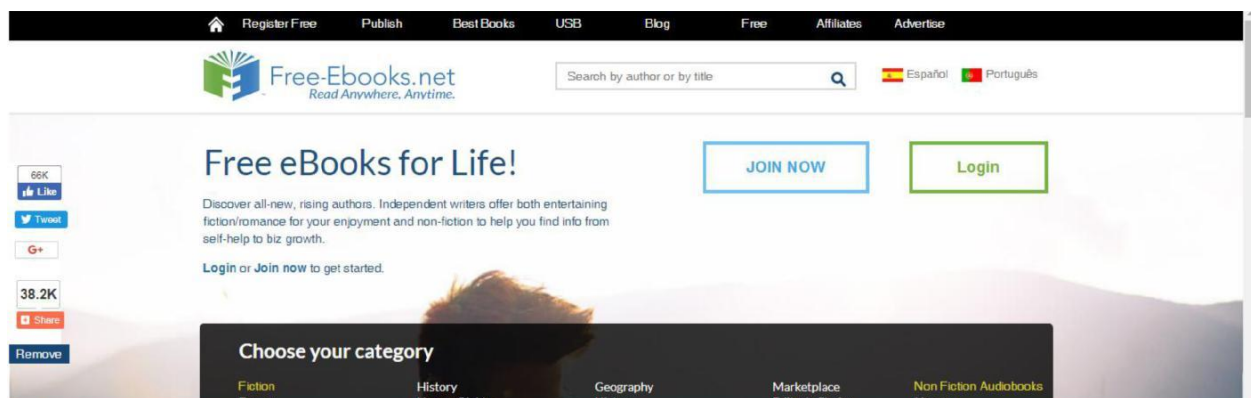 Register Free Publish Best Books USB Blog Free Affiliates Advertise
Free-Ebooks.net
Read Anywhere, Anytime.
Search by author or by title
Español Português
Free eBooks for Life!
JOIN NOW
Login
Discover all-new, rising authors. Independent writers offer both entertaining
fiction/romance for your enjoyment and non-fiction to help you find info from
self-help to biz growth.
Login or Join now to get started.
66K
Like
Tweet
G+
38.2K
Share
Remove
Choose your category
Fiction History Geography Marketplace Non Fiction Audiobooks